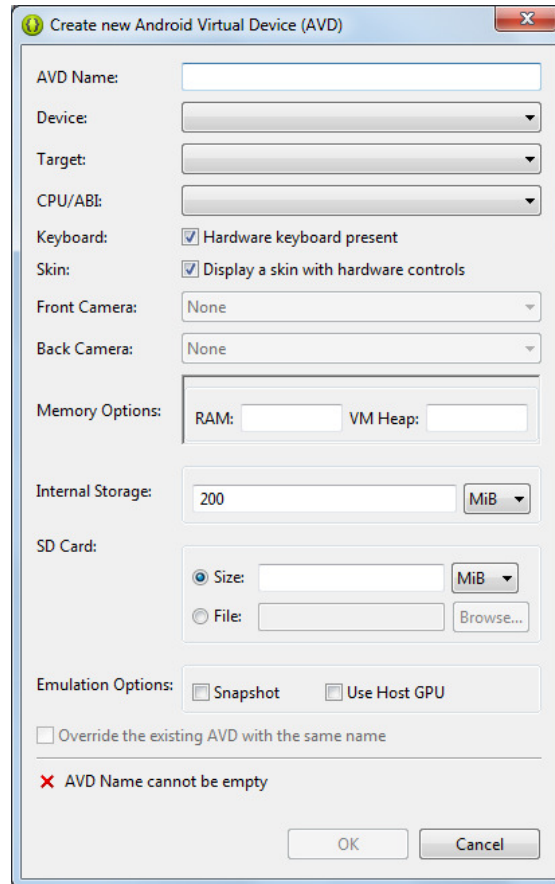 Create new Android Virtual Device (AVD)
AVD Name:
Device:
Target:
CPU/ABI:
Keyboard: Hardware keyboard present
Skin: Display a skin with hardware controls
Front Camera: None
Back Camera: None
Memory Options: RAM: VM Heap:
Internal Storage: 200 MiB
SD Card:
Size: MiB
File: Browse...
Emulation Options: Snapshot Use Host GPU
Override the existing AVD with the same name
AVD Name cannot be empty
OK Cancel